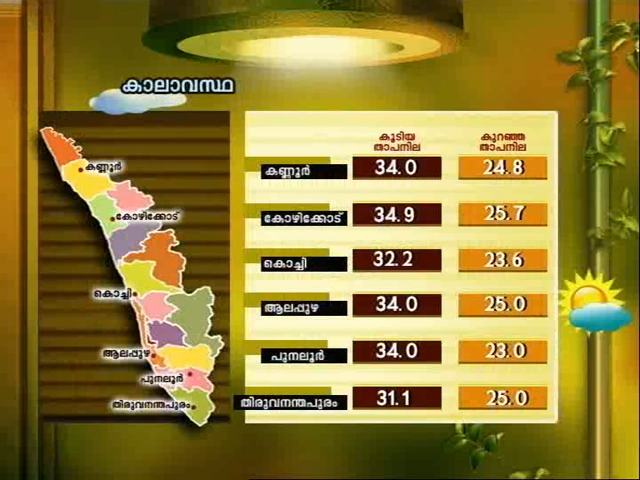 കാലാവസ്ഥ
കൂടിയ താപനില
കുറഞ്ഞ താപനില
കണ്ണൂർ 34.0 24.8
കോഴിക്കോട് 34.9 25.7
കൊച്ചി 32.2 23.6
ആലപ്പുഴ 34.0 25.0
പുനലൂർ 34.0 23.0
തിരുവനന്തപുരം 31.1 25.0
കണ്ണൂർ
കോഴിക്കോട്
കൊച്ചി
ആലപ്പുഴ
പുനലൂർ
തിരുവനന്തപുരം